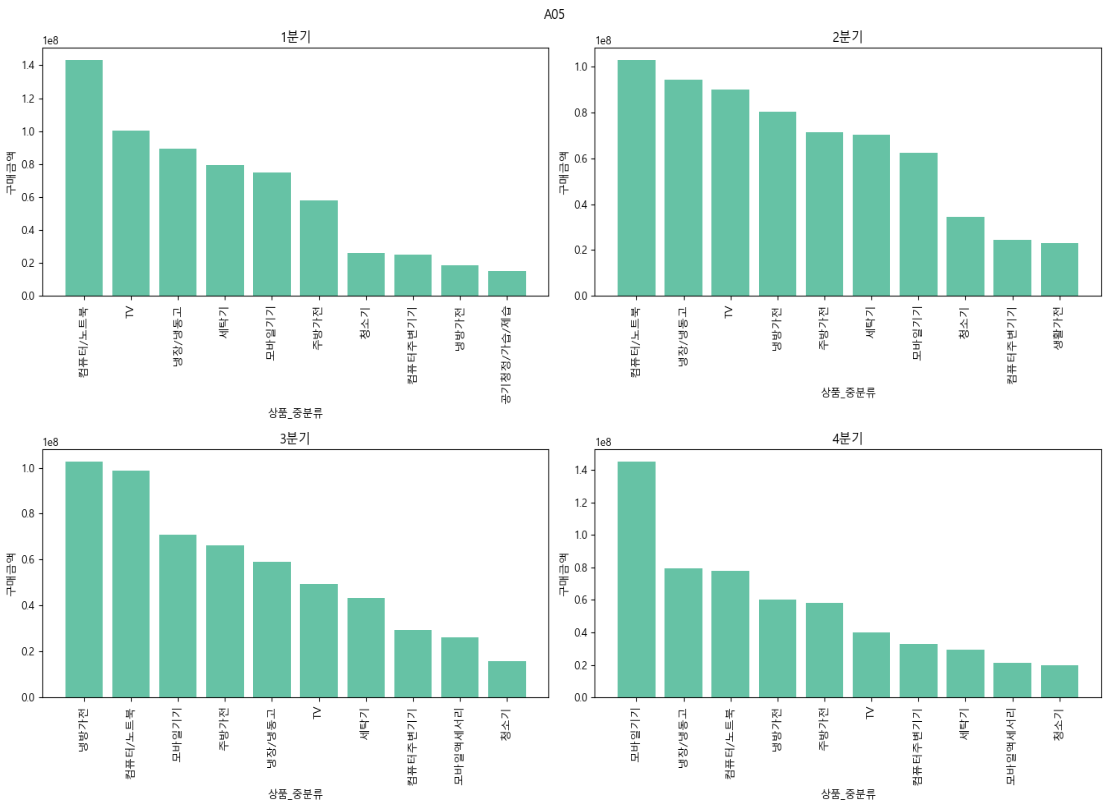 A05
1분기
1e8
구매금액
1.4
1.2
1.0
0.8
0.6
0.4
0.2
0.0
컴퓨터/노트북
TV
냉장/냉동고
세탁기
모바일기기
주방가전
청소기
컴퓨터주변기기
냉방가전
공기청정/가습/제습
상품_중분류
2분기
1e8
구매금액
1.0
0.8
0.6
0.4
0.2
0.0
컴퓨터/노트북
냉장/냉동고
TV
냉방가전
주방가전
세탁기
모바일기기
청소기
컴퓨터주변기기
생활가전
상품_중분류
3분기
1e8
구매금액
1.0
0.8
0.6
0.4
0.2
0.0
냉방가전
컴퓨터/노트북
모바일기기
주방가전
냉장/냉동고
TV
세탁기
컴퓨터주변기기
모바일액세서리
청소기
상품_중분류
4분기
1e8
구매금액
1.4
1.2
1.0
0.8
0.6
0.4
0.2
0.0
모바일기기
냉장/냉동고
컴퓨터/노트북
냉방가전
주방가전
TV
컴퓨터주변기기
세탁기
모바일액세서리
청소기
상품_중분류